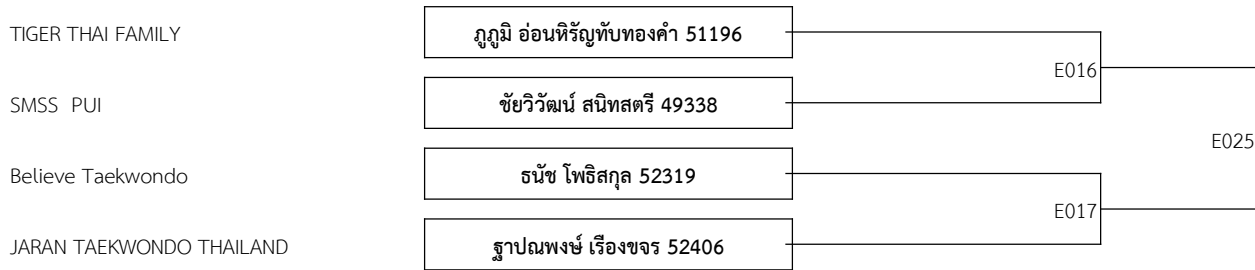 TIGER THAI FAMILY
ภูภูมิ อ่อนหิรัญทับทองคำ 51196
E016
SMSS PUI
ชัยวิวัฒน์ สนิทสตรี 49338
E025
Believe Taekwondo
ธนัช โพธิสกุล 52319
E017
JARAN TAEKWONDO THAILAND
ฐาปณพงษ์ เรืองขจร 52406